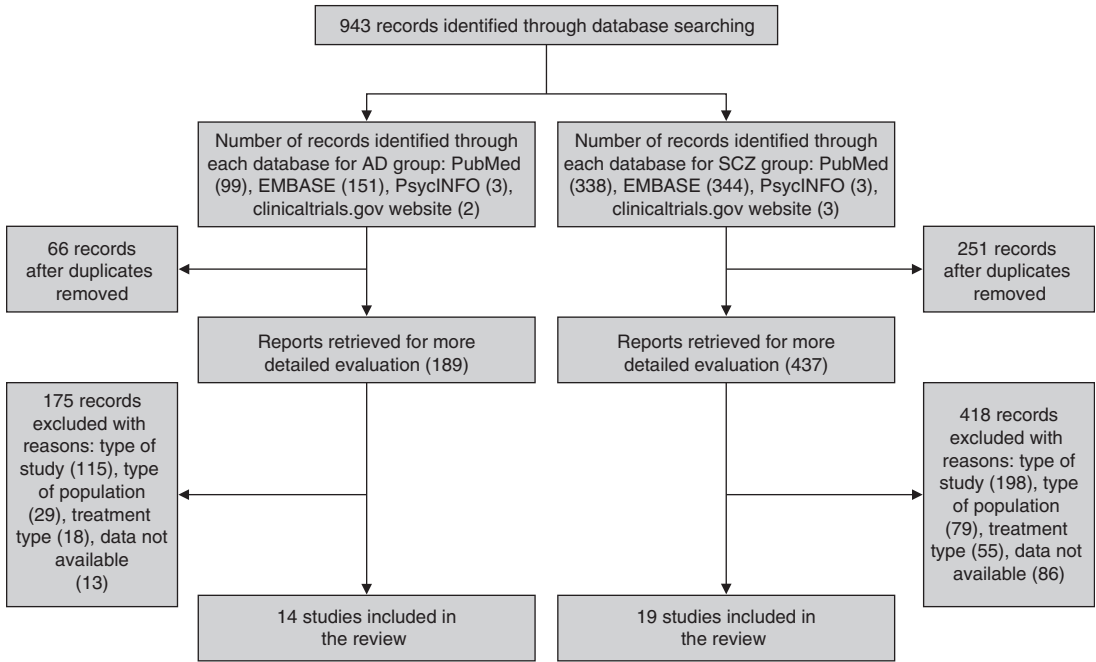 943 records identified through database searching
Number of records identified through
each database for AD group: PubMed
(99), EMBASE (151), PsycINFO (3),
clinicaltrials.gov website (2)
Number of records identified through
each database for SCZ group: PubMed
(338), EMBASE (344), PsycINFO (3),
clinicaltrials.gov website (3)
66 records
after duplicates
removed
251 records
after duplicates
removed
Reports retrieved for more
detailed evaluation (189)
Reports retrieved for more
detailed evaluation (437)
175 records
excluded with
reasons: type of
study (115), type
of population
(29), treatment
type (18), data not
available
(13)
418 records
excluded with
reasons: type of
study (198), type
of population
(79), treatment
type (55), data not
available (86)
14 studies included in
the review
19 studies included in
the review